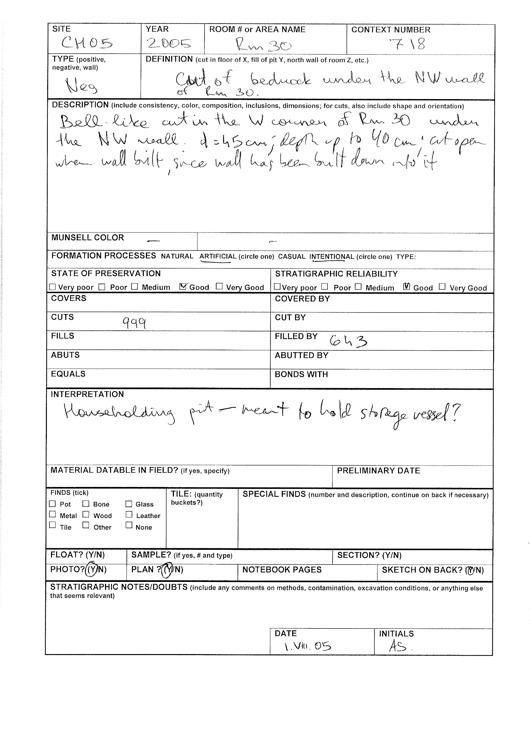 SITE YEAR ROOM # or AREA NAME CONTEXT NUMBER
CH05 2005 Rm 30 718
TYPE (positive, negative, wall) DEFINITION (cut in floor of X, fill of pit Y, north wall of room Z, etc.)
Neg Cut of bedrock under the NW wall
of Rm 30.
DESCRIPTION (include consistency, color, composition, inclusions, dimensions; for cuts, also include shape and orientation)
Bell-like cut in the W corner of Rm 30 under
the NW wall. d=45cm; depth up to 40 cm; cut open
when wall bilt, since wall has been built down into it
MUNSELL COLOR — –
FORMATION PROCESSES NATURAL ARTIFICIAL (circle one) CASUAL INTENTIONAL (circle one) TYPE:
STATE OF PRESERVATION STRATIGRAPHIC RELIABILITY
Very poor Poor Medium Good Very Good Very poor Poor Medium Good Very Good
COVERS COVERED BY
CUTS 999 CUT BY
FILLS FILLED BY 643
ABUTS ABUTTED BY
EQUALS BONDS WITH
INTERPRETATION
Householding pit – meant to hold storage vessel?
MATERIAL DATABLE IN FIELD? (if yes, specify) PRELIMINARY DATE
FINDS (tick) TILE: (quantity buckets?) SPECIAL FINDS (number and description, continue on back if necessary)
Pot Bone Glass
Metal Wood Leather
Tile Other None
FLOAT? (Y/N) SAMPLE? (if yes, # and type) SECTION? (Y/N)
PHOTO? (Y/N) PLAN? (Y/N) NOTEBOOK PAGES SKETCH ON BACK? (Y/N)
STRATIGRAPHIC NOTES/DOUBTS (include any comments on methods, contamination, excavation conditions, or anything else
that seems relevant)
DATE INITIALS
1.VIII.05 AS.